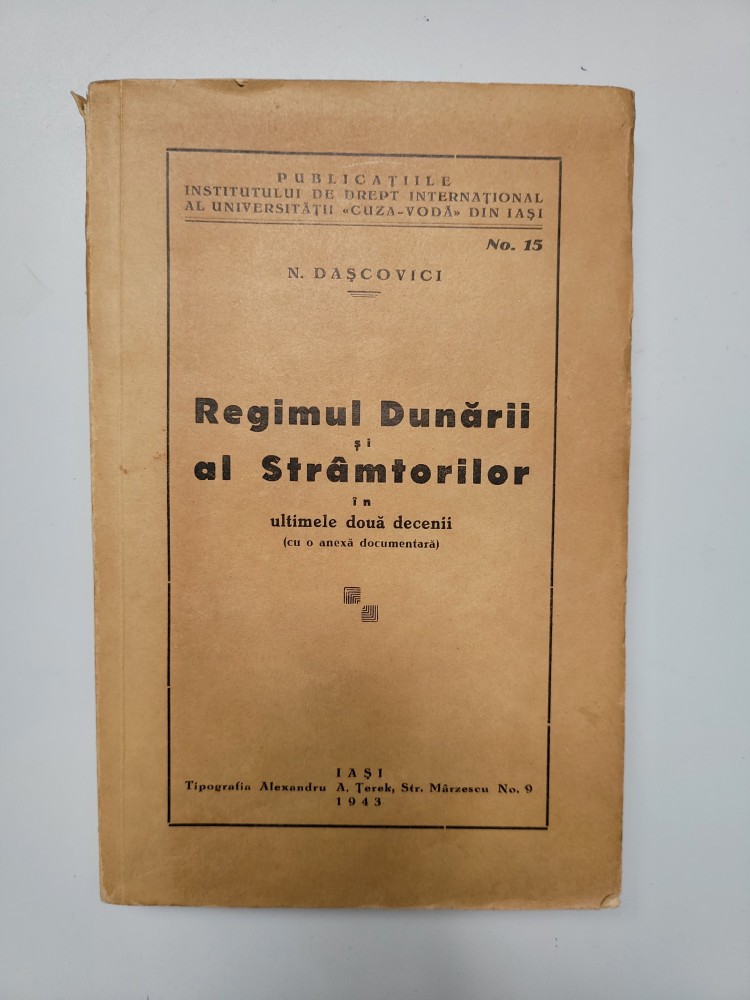 PUBLICAȚIILE
INSTITUTULUI DE DREPT INTERNAȚIONAL
AL UNIVERSITĂȚII «CUZA-VODĂ» DIN IAȘI
No. 15
N. DAȘCOVICI
Regimul Dunării
și
al Strâmtorilor
în
ultimele două decenii
(cu o anexă documentară)
IAȘI
Tipografia Alexandru A. Țerek, Str. Mârzescu No. 9
1943